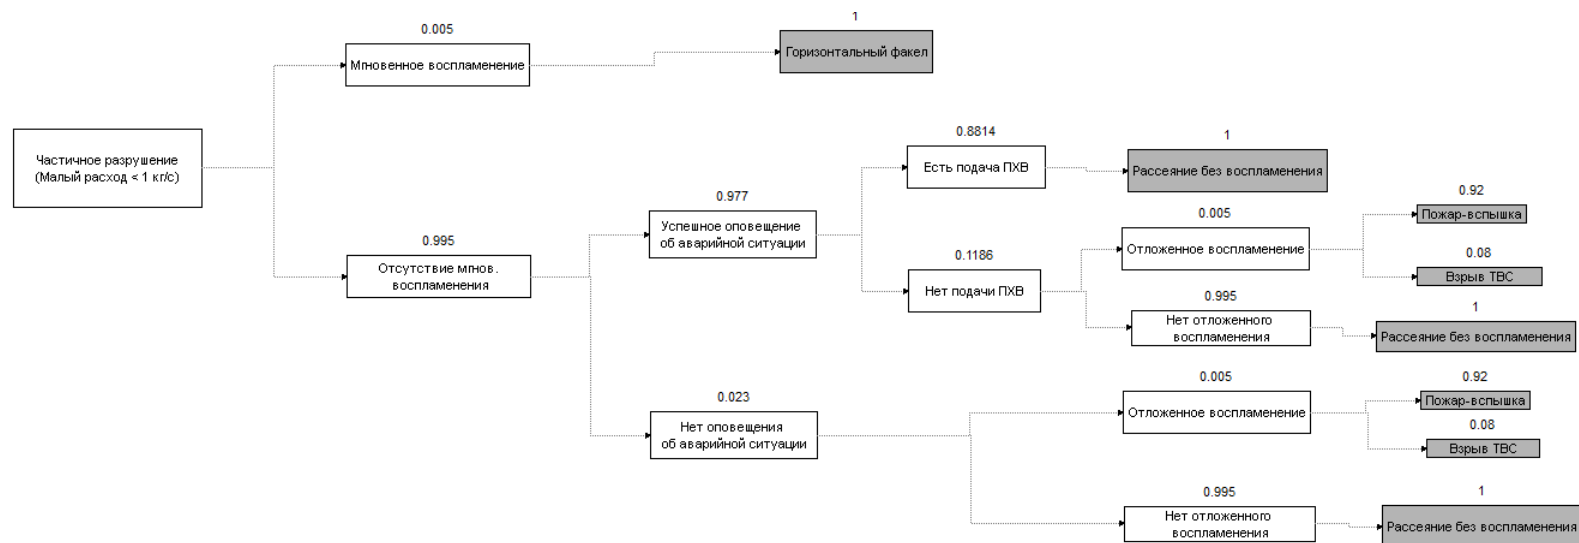 0.005
Мгновенное воспламенение
1
Горизонтальный факел
Частичное разрушение
(Малый расход < 1 кг/с)
0.995
Отсутствие мгнов.
воспламенения
0.977
Успешное оповещение
об аварийной ситуации
0.8814
Есть подача ПХВ
1
Рассеяние без воспламенения
0.1186
Нет подачи ПХВ
0.005
Отложенное воспламенение
0.92
Пожар-вспышка
0.08
Взрыв ТВС
0.995
Нет отложенного
воспламенения
1
Рассеяние без воспламенения
0.023
Нет оповещения
об аварийной ситуации
0.005
Отложенное воспламенение
0.92
Пожар-вспышка
0.08
Взрыв ТВС
0.995
Нет отложенного
воспламенения
1
Рассеяние без воспламенения